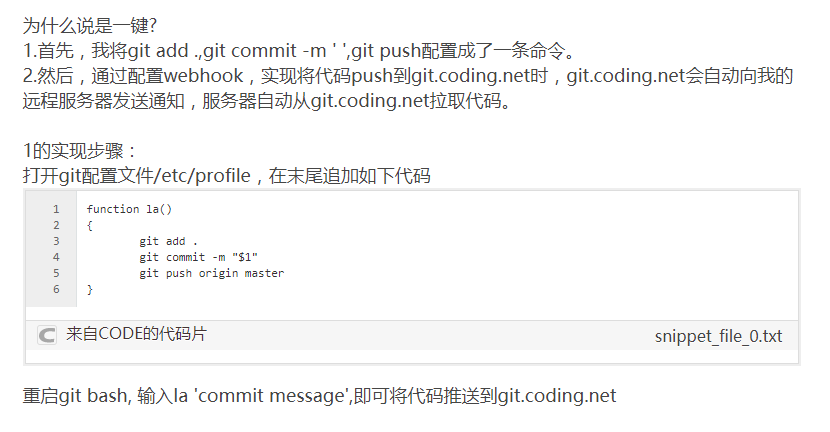 为什么说是一键?
1.首先，我将git add .,git commit -m ' ',git push配置成了一条命令。
2.然后，通过配置webhook，实现将代码push到git.coding.net时，git.coding.net会自动向我的
远程服务器发送通知，服务器自动从git.coding.net拉取代码。
1的实现步骤：
打开git配置文件/etc/profile，在末尾追加如下代码
1 function la()
2 {
3 git add .
4 git commit -m "$1"
5 git push origin master
6 }
来自CODE的代码片 snippet_file_0.txt
重启git bash, 输入la 'commit message',即可将代码推送到git.coding.net